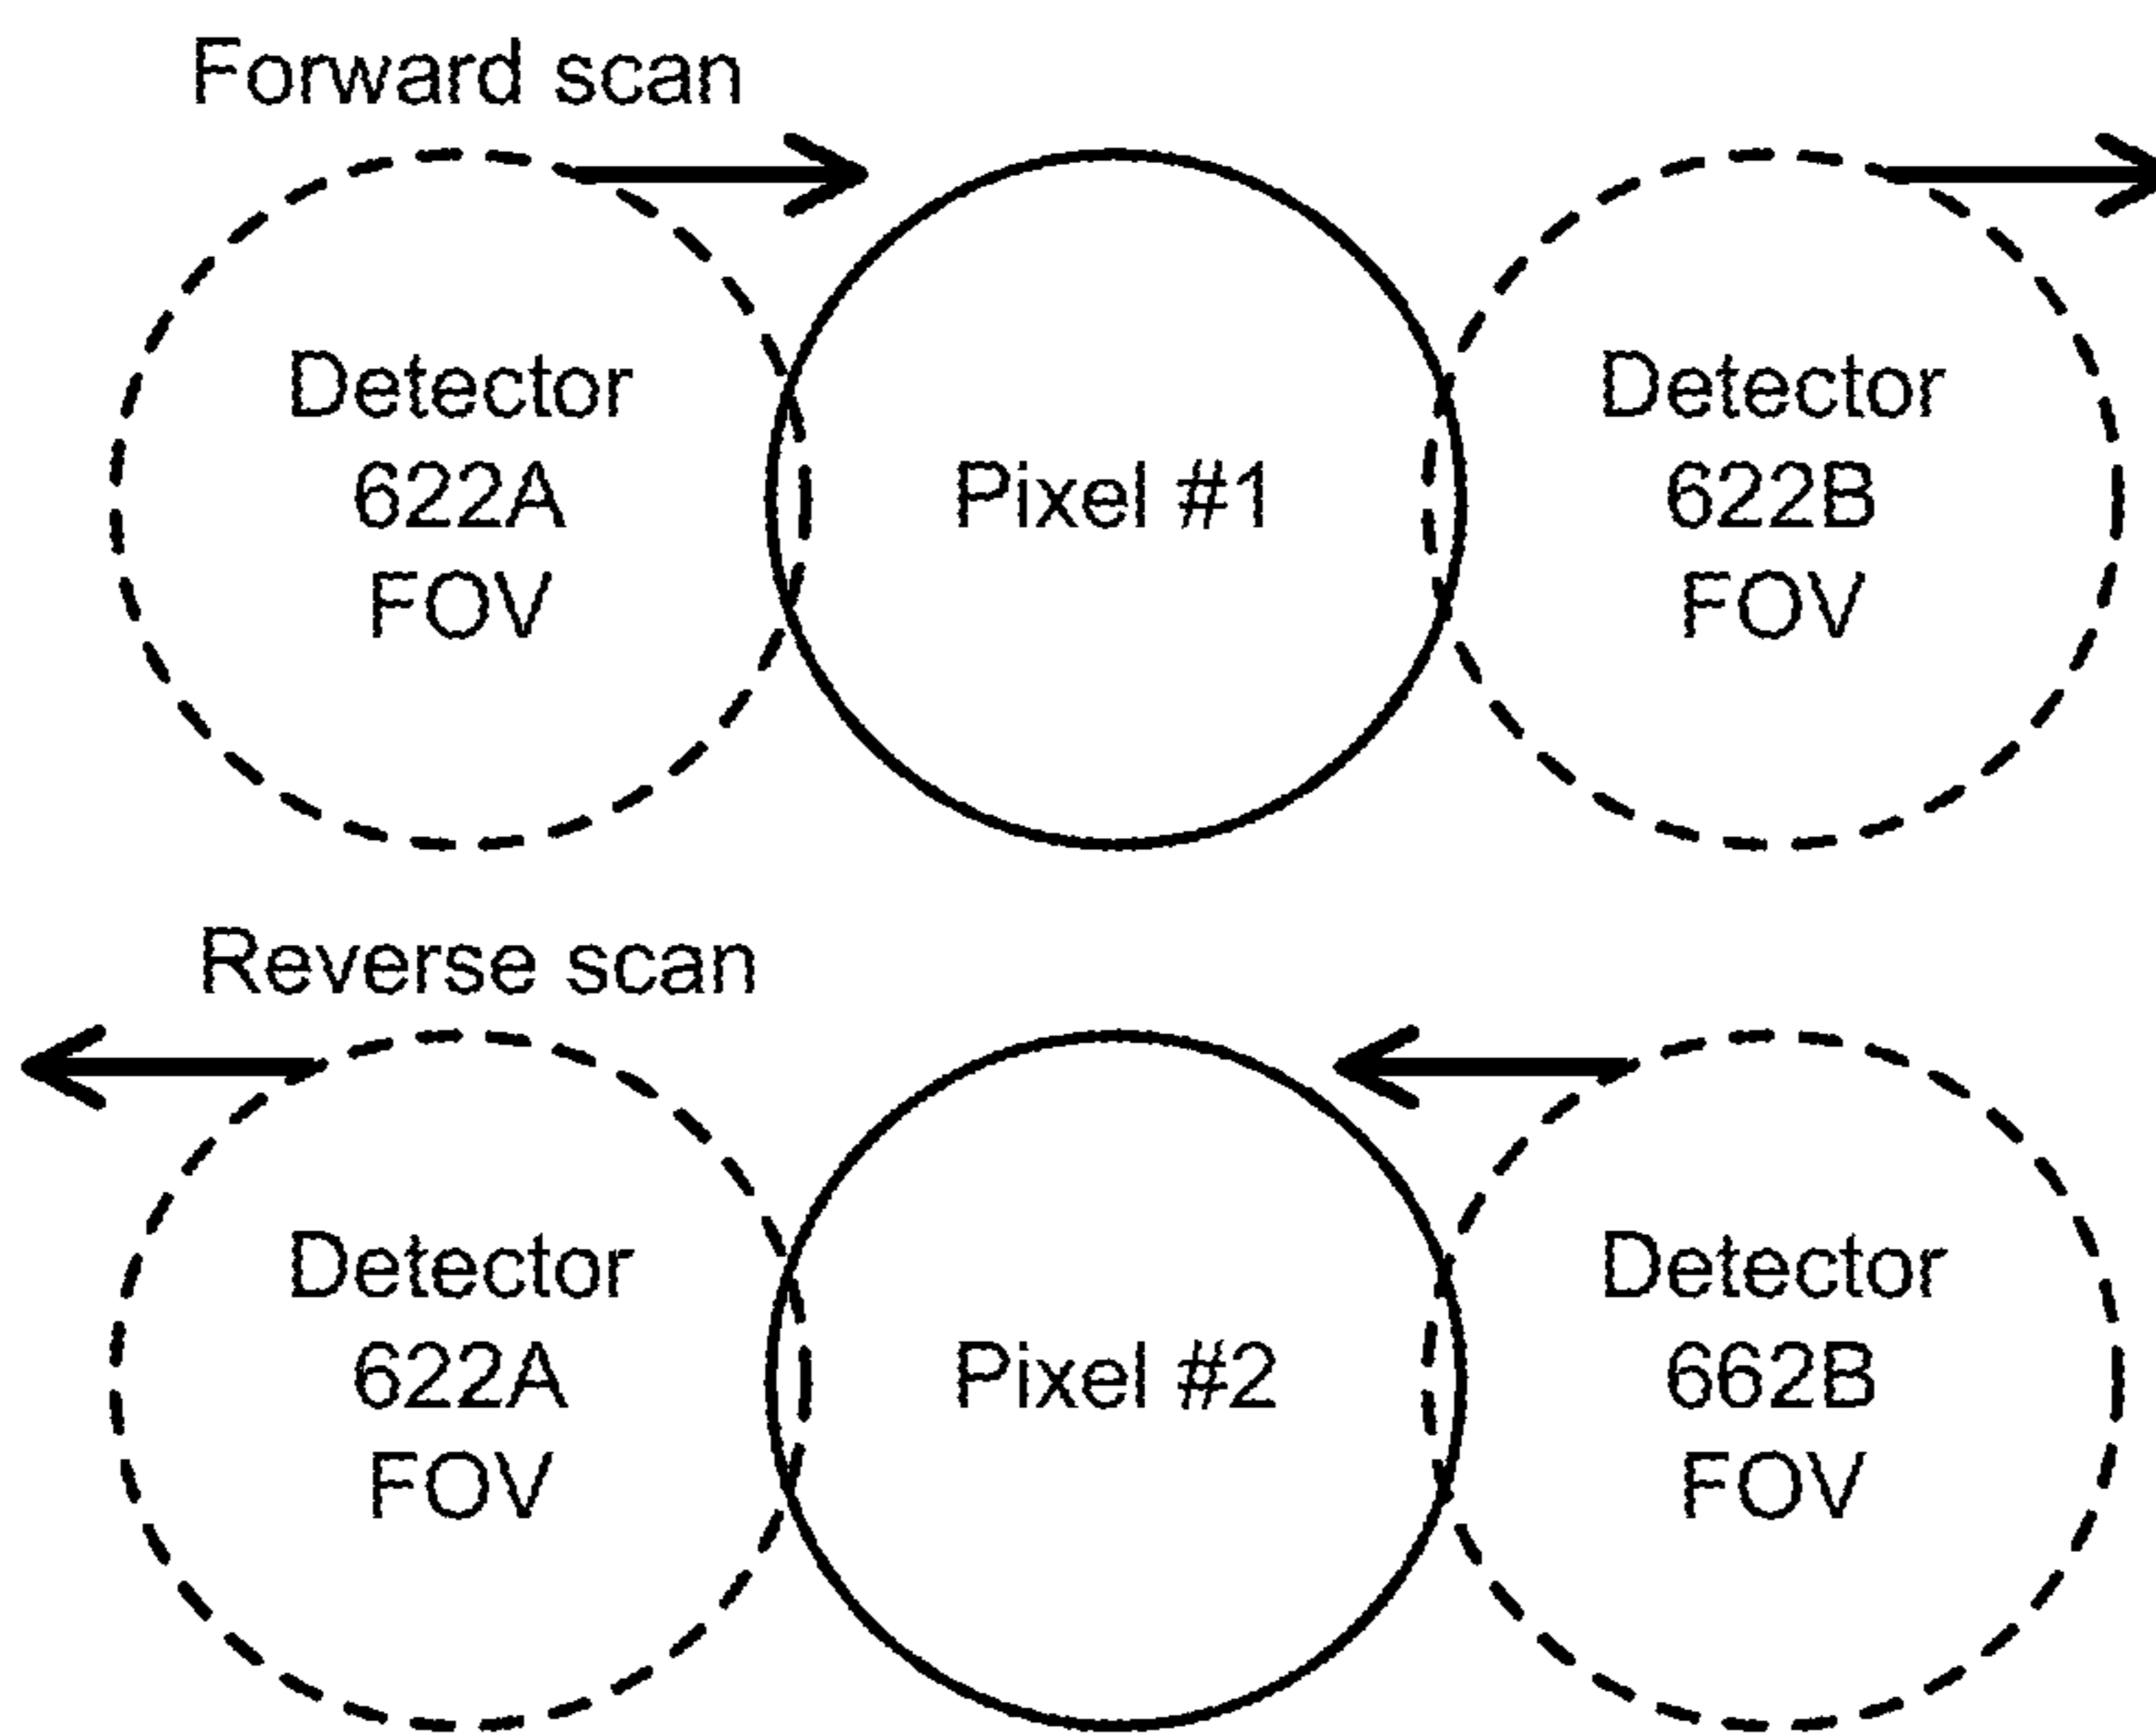 Forward scan
Detector
622A
FOV
Pixel #1
Detector
622B
FOV
Reverse scan
Detector
622A
FOV
Pixel #2
Detector
662B
FOV